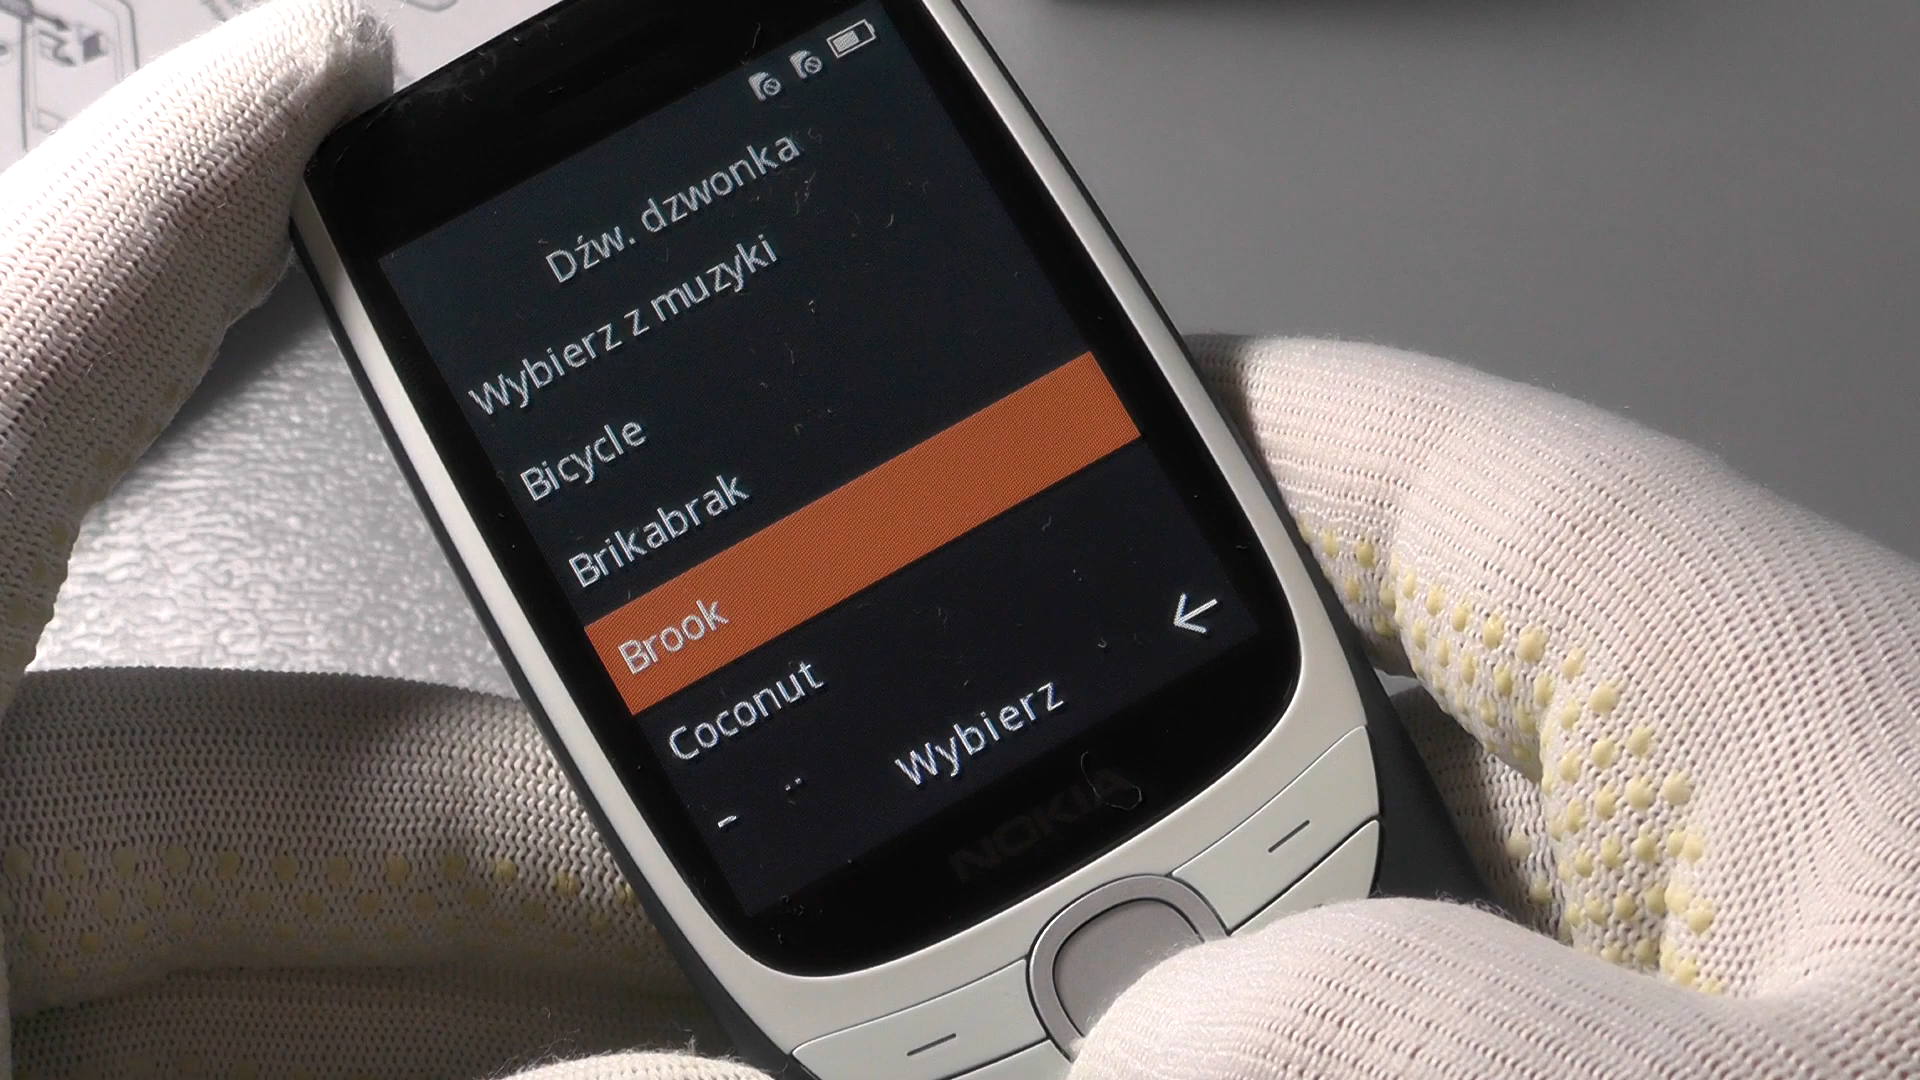 Dźw. dzwonka
Wybierz z muzyki
Bicycle
Brikabrak
Brook
Coconut
Wybierz
NOKIA